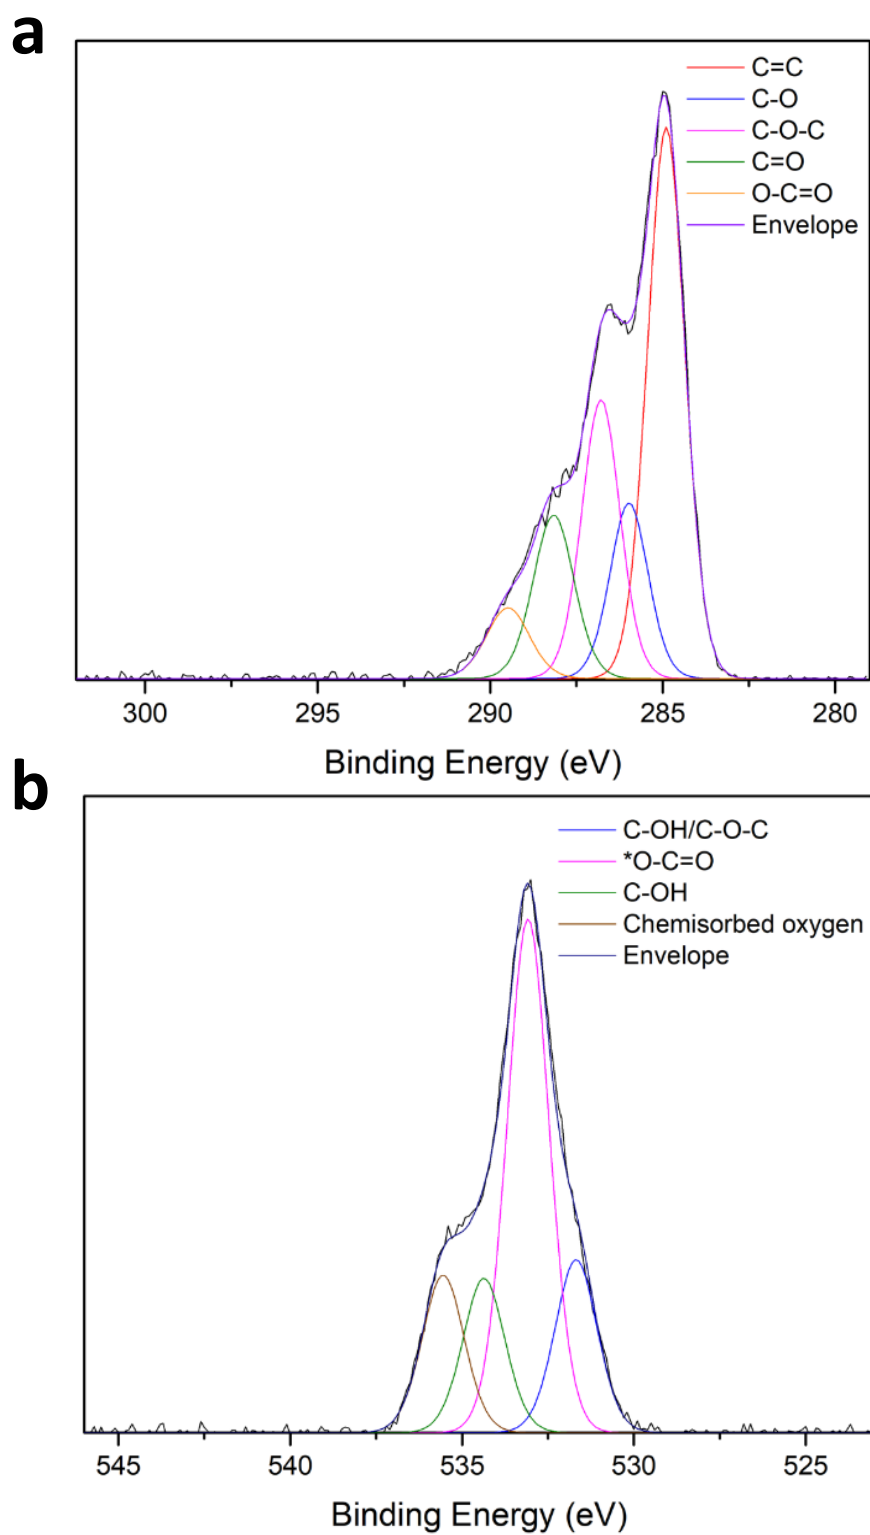 a
C=C
C-O
C-O-C
C=O
O-C=O
Envelope
300 295 290 285 280
Binding Energy (eV)
b
C-OH/C-O-C
*O-C=O
C-OH
Chemisorbed oxygen
Envelope
545 540 535 530 525
Binding Energy (eV)